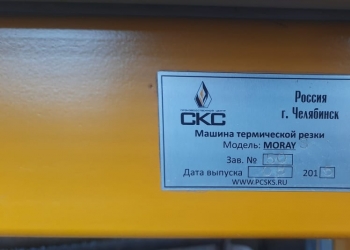 СКС
Россия
г. Челябинск
Машина термической резки
Модель: MORAY
Зав. №
Дата выпуска 201
WWW.PCSKS.RU